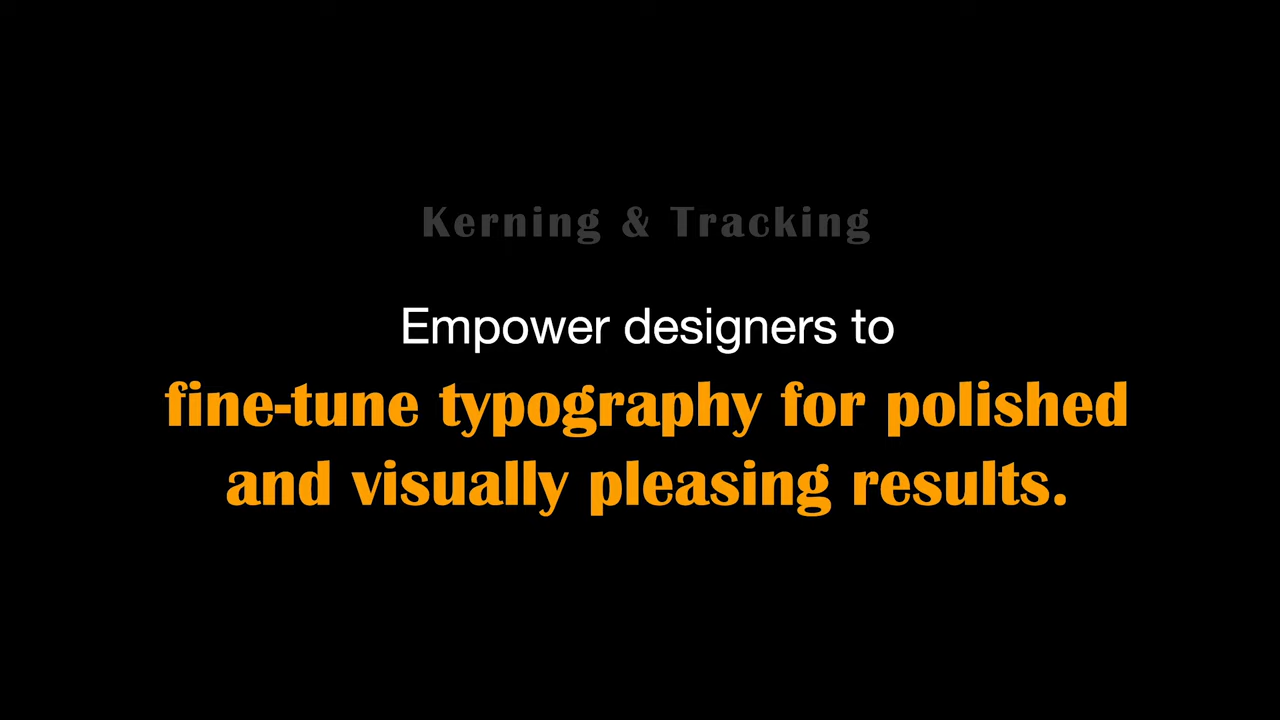 Kerning & Tracking
Empower designers to
fine-tune typography for polished
and visually pleasing results.